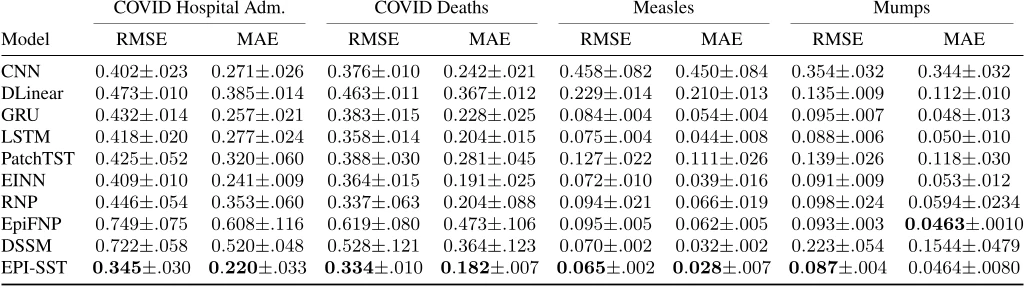 COVID Hospital Adm. COVID Deaths Measles Mumps
Model RMSE MAE RMSE MAE RMSE MAE RMSE MAE
CNN 0.402±.023 0.271±.026 0.376±.010 0.242±.021 0.458±.082 0.450±.084 0.354±.032 0.344±.032
DLinear 0.473±.010 0.385±.014 0.463±.011 0.367±.012 0.229±.014 0.210±.013 0.135±.009 0.112±.010
GRU 0.432±.014 0.257±.021 0.383±.015 0.228±.025 0.084±.004 0.054±.004 0.095±.007 0.048±.013
LSTM 0.418±.020 0.277±.024 0.358±.014 0.204±.015 0.075±.004 0.044±.008 0.088±.006 0.050±.010
PatchTST 0.425±.052 0.320±.060 0.388±.030 0.281±.045 0.127±.022 0.111±.026 0.139±.026 0.118±.030
EINN 0.409±.010 0.241±.009 0.364±.015 0.191±.025 0.072±.010 0.039±.016 0.091±.009 0.053±.012
RNP 0.446±.054 0.353±.060 0.337±.063 0.204±.088 0.094±.021 0.066±.019 0.098±.024 0.0594±.0234
EpiFNP 0.749±.075 0.608±.116 0.619±.080 0.473±.106 0.095±.005 0.062±.005 0.093±.003 0.0463±.0010
DSSM 0.722±.058 0.520±.048 0.528±.121 0.364±.123 0.070±.002 0.032±.002 0.223±.054 0.1544±.0479
EPI-SST 0.345±.030 0.220±.033 0.334±.010 0.182±.007 0.065±.002 0.028±.007 0.087±.004 0.0464±.0080